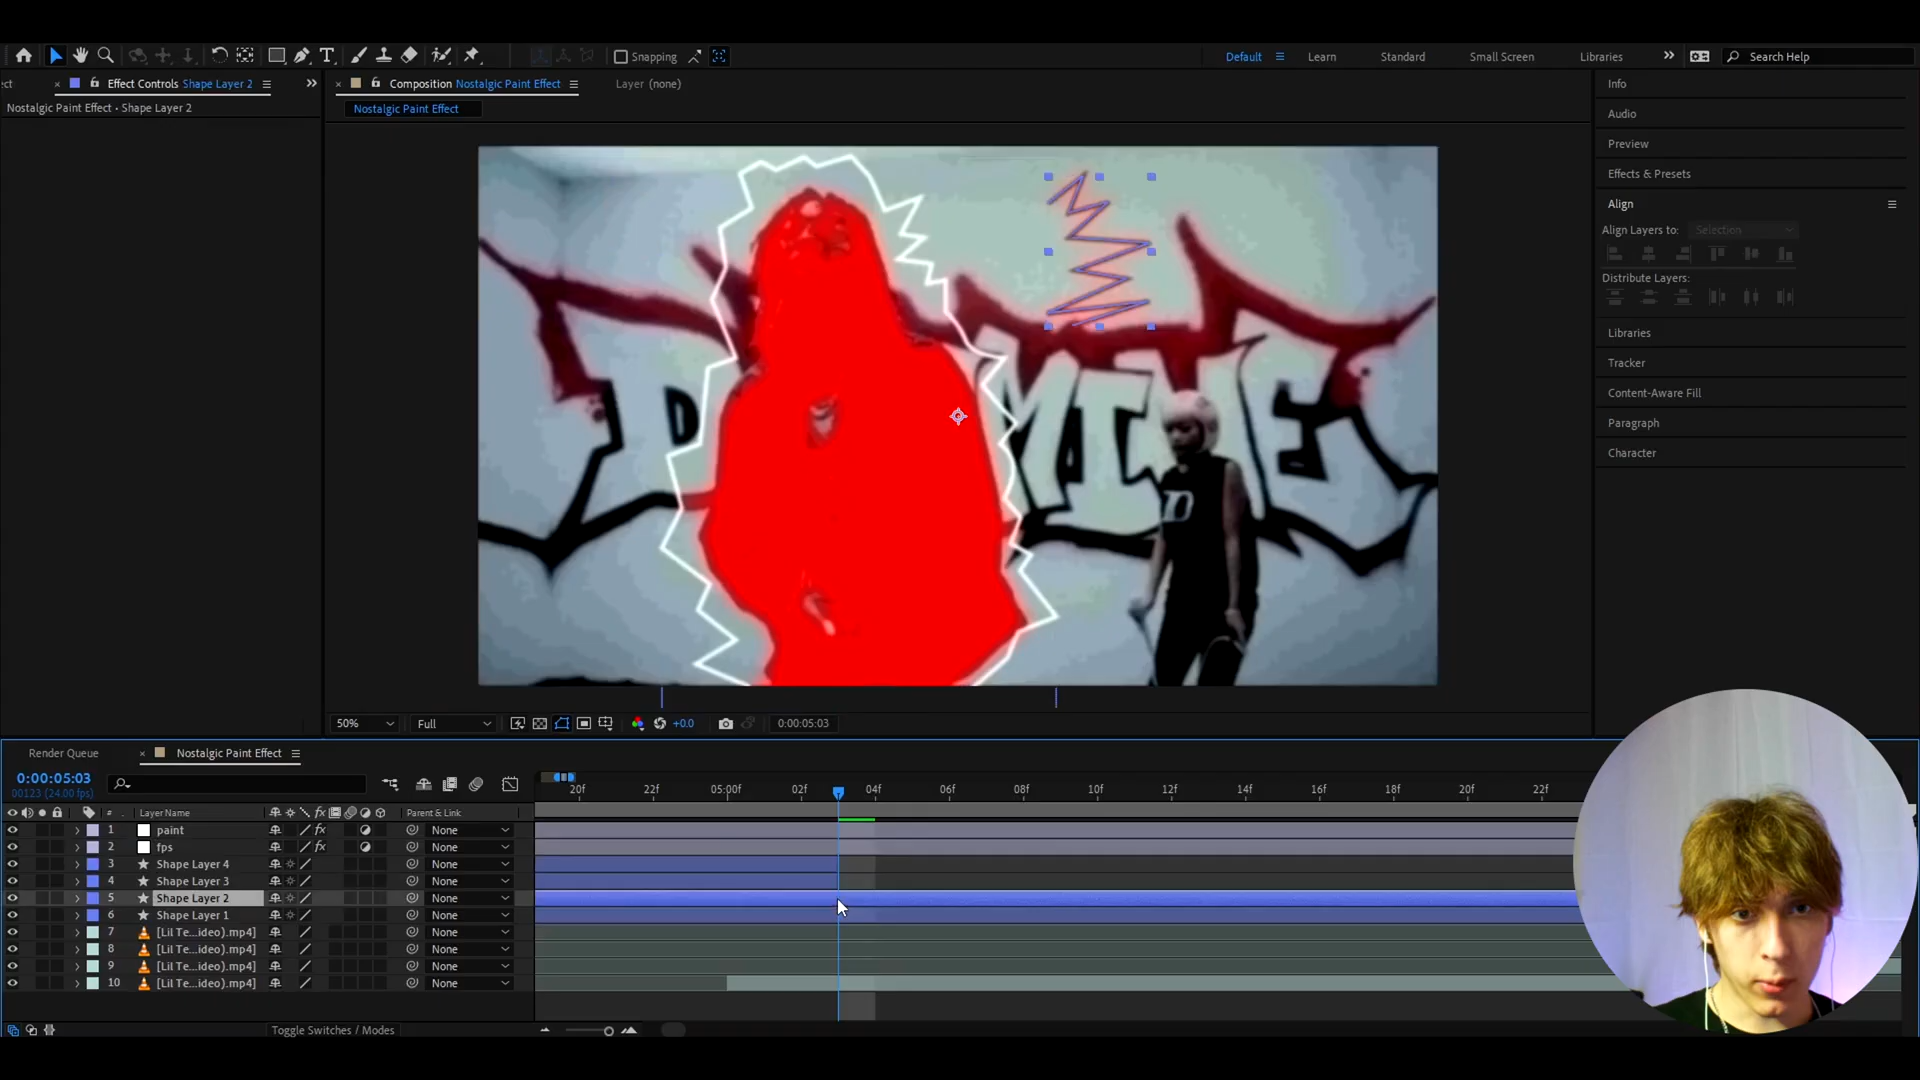 Snapping
Default
Learn
Standard
Small Screen
Libraries
Search Help
ct
Effect Controls Shape Layer 2
Composition Nostalgic Paint Effect
Layer (none)
Nostalgic Paint Effect • Shape Layer 2
Nostalgic Paint Effect
Info
Audio
Preview
Effects & Presets
Align
Align Layers to: Selection
Distribute Layers:
Libraries
Tracker
Content-Aware Fill
Paragraph
Character
50%
Full
+0.0
0:00:05:03
Render Queue
Nostalgic Paint Effect
0:00:05:03
00123 (24.00 fps)
20f 22f 05:00f 02f 04f 06f 08f 10f 12f 14f 16f 18f 20f 22f
# Layer Name fx Parent & Link
1 paint fx None
2 fps fx None
3 Shape Layer 4 None
4 Shape Layer 3 None
5 Shape Layer 2 None
6 Shape Layer 1 None
7 [Lil Te...ideo).mp4] None
8 [Lil Te...ideo).mp4] None
9 [Lil Te...ideo).mp4] None
10 [Lil Te...ideo).mp4] None
Toggle Switches / Modes